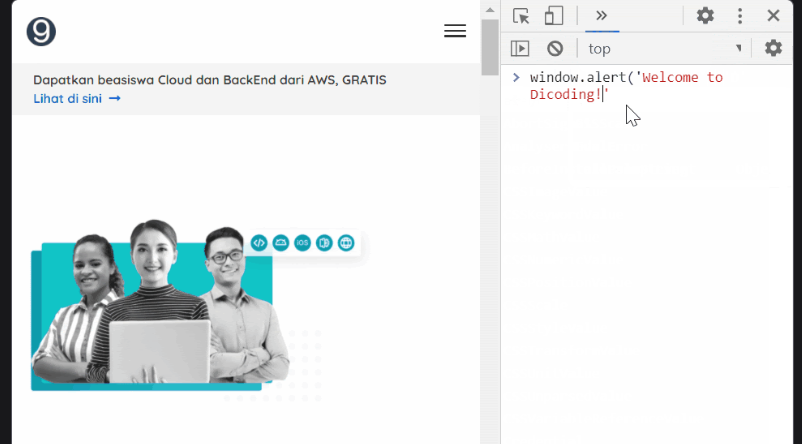 Dapatkan beasiswa Cloud dan BackEnd dari AWS, GRATIS
Lihat di sini →
iOS
top
> window.alert('Welcome to
Dicoding!'